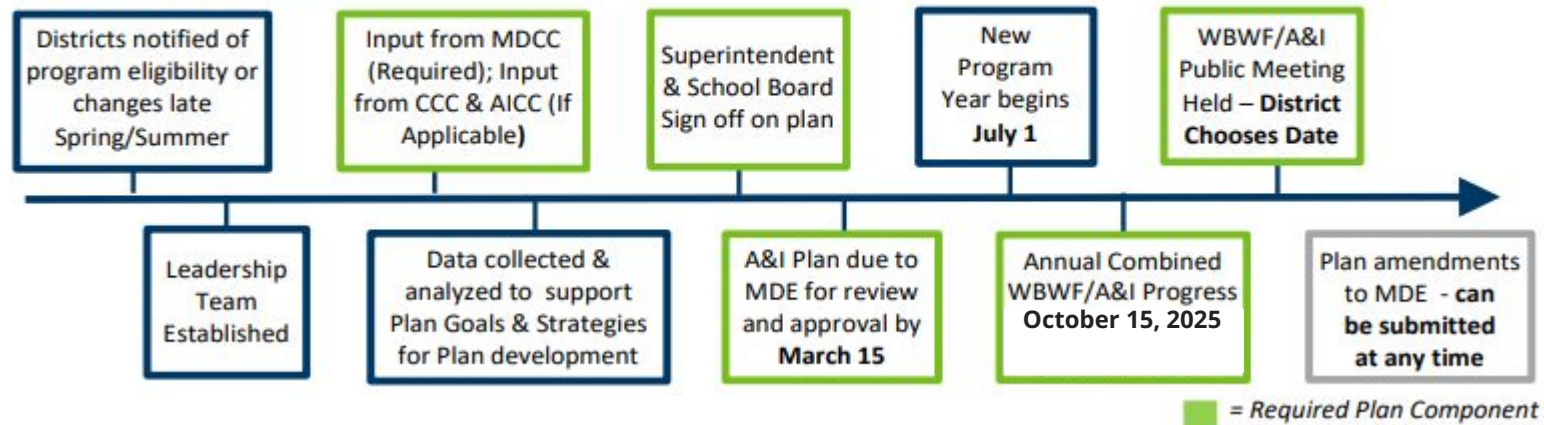 Districts notified of
program eligibility or
changes late
Spring/Summer
Input from MDCC
(Required); Input
from CCC & AICC (If
Applicable)
Superintendent
& School Board
Sign off on plan
New
Program
Year begins
July 1
WBWF/A&I
Public Meeting
Held – District
Chooses Date
Leadership
Team
Established
Data collected &
analyzed to support
Plan Goals & Strategies
for Plan development
A&I Plan due to
MDE for review
and approval by
March 15
Annual Combined
WBWF/A&I Progress
October 15, 2025
Plan amendments
to MDE - can
be submitted
at any time
= Required Plan Component